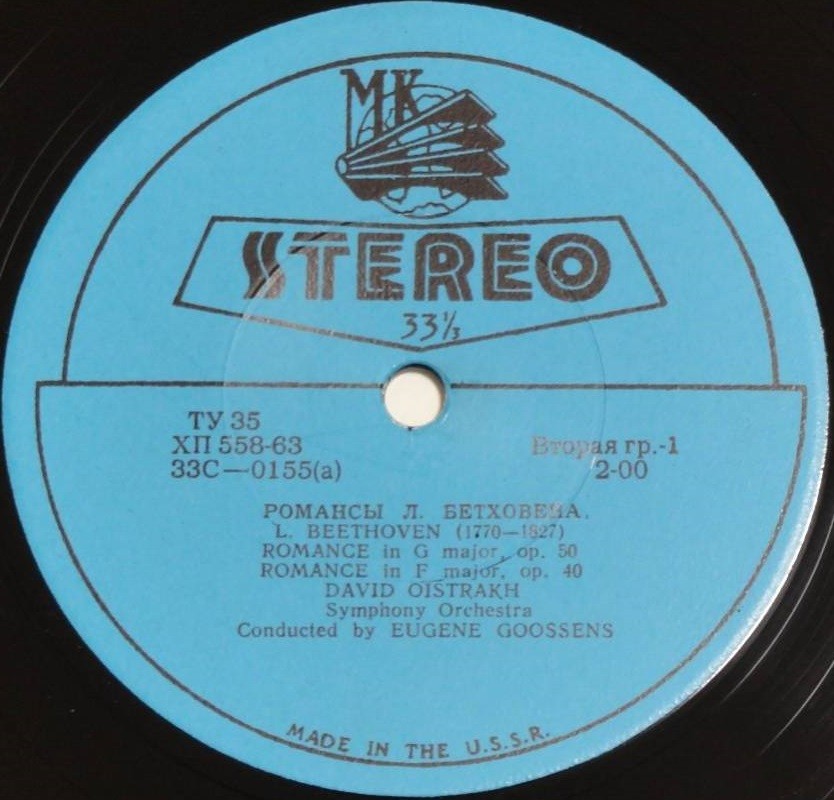 МК
STEREO
33⅓
ТУ 35
ХП 558-63
33С—0155(а)
Вторая гр.-1
2-00
РОМАНСЫ Л. БЕТХОВЕНА.
L. BEETHOVEN (1770—1827)
ROMANCE in G major, op. 50
ROMANCE in F major, op. 40
DAVID OISTRAKH
Symphony Orchestra
Conducted by EUGENE GOOSSENS
MADE IN THE U.S.S.R.